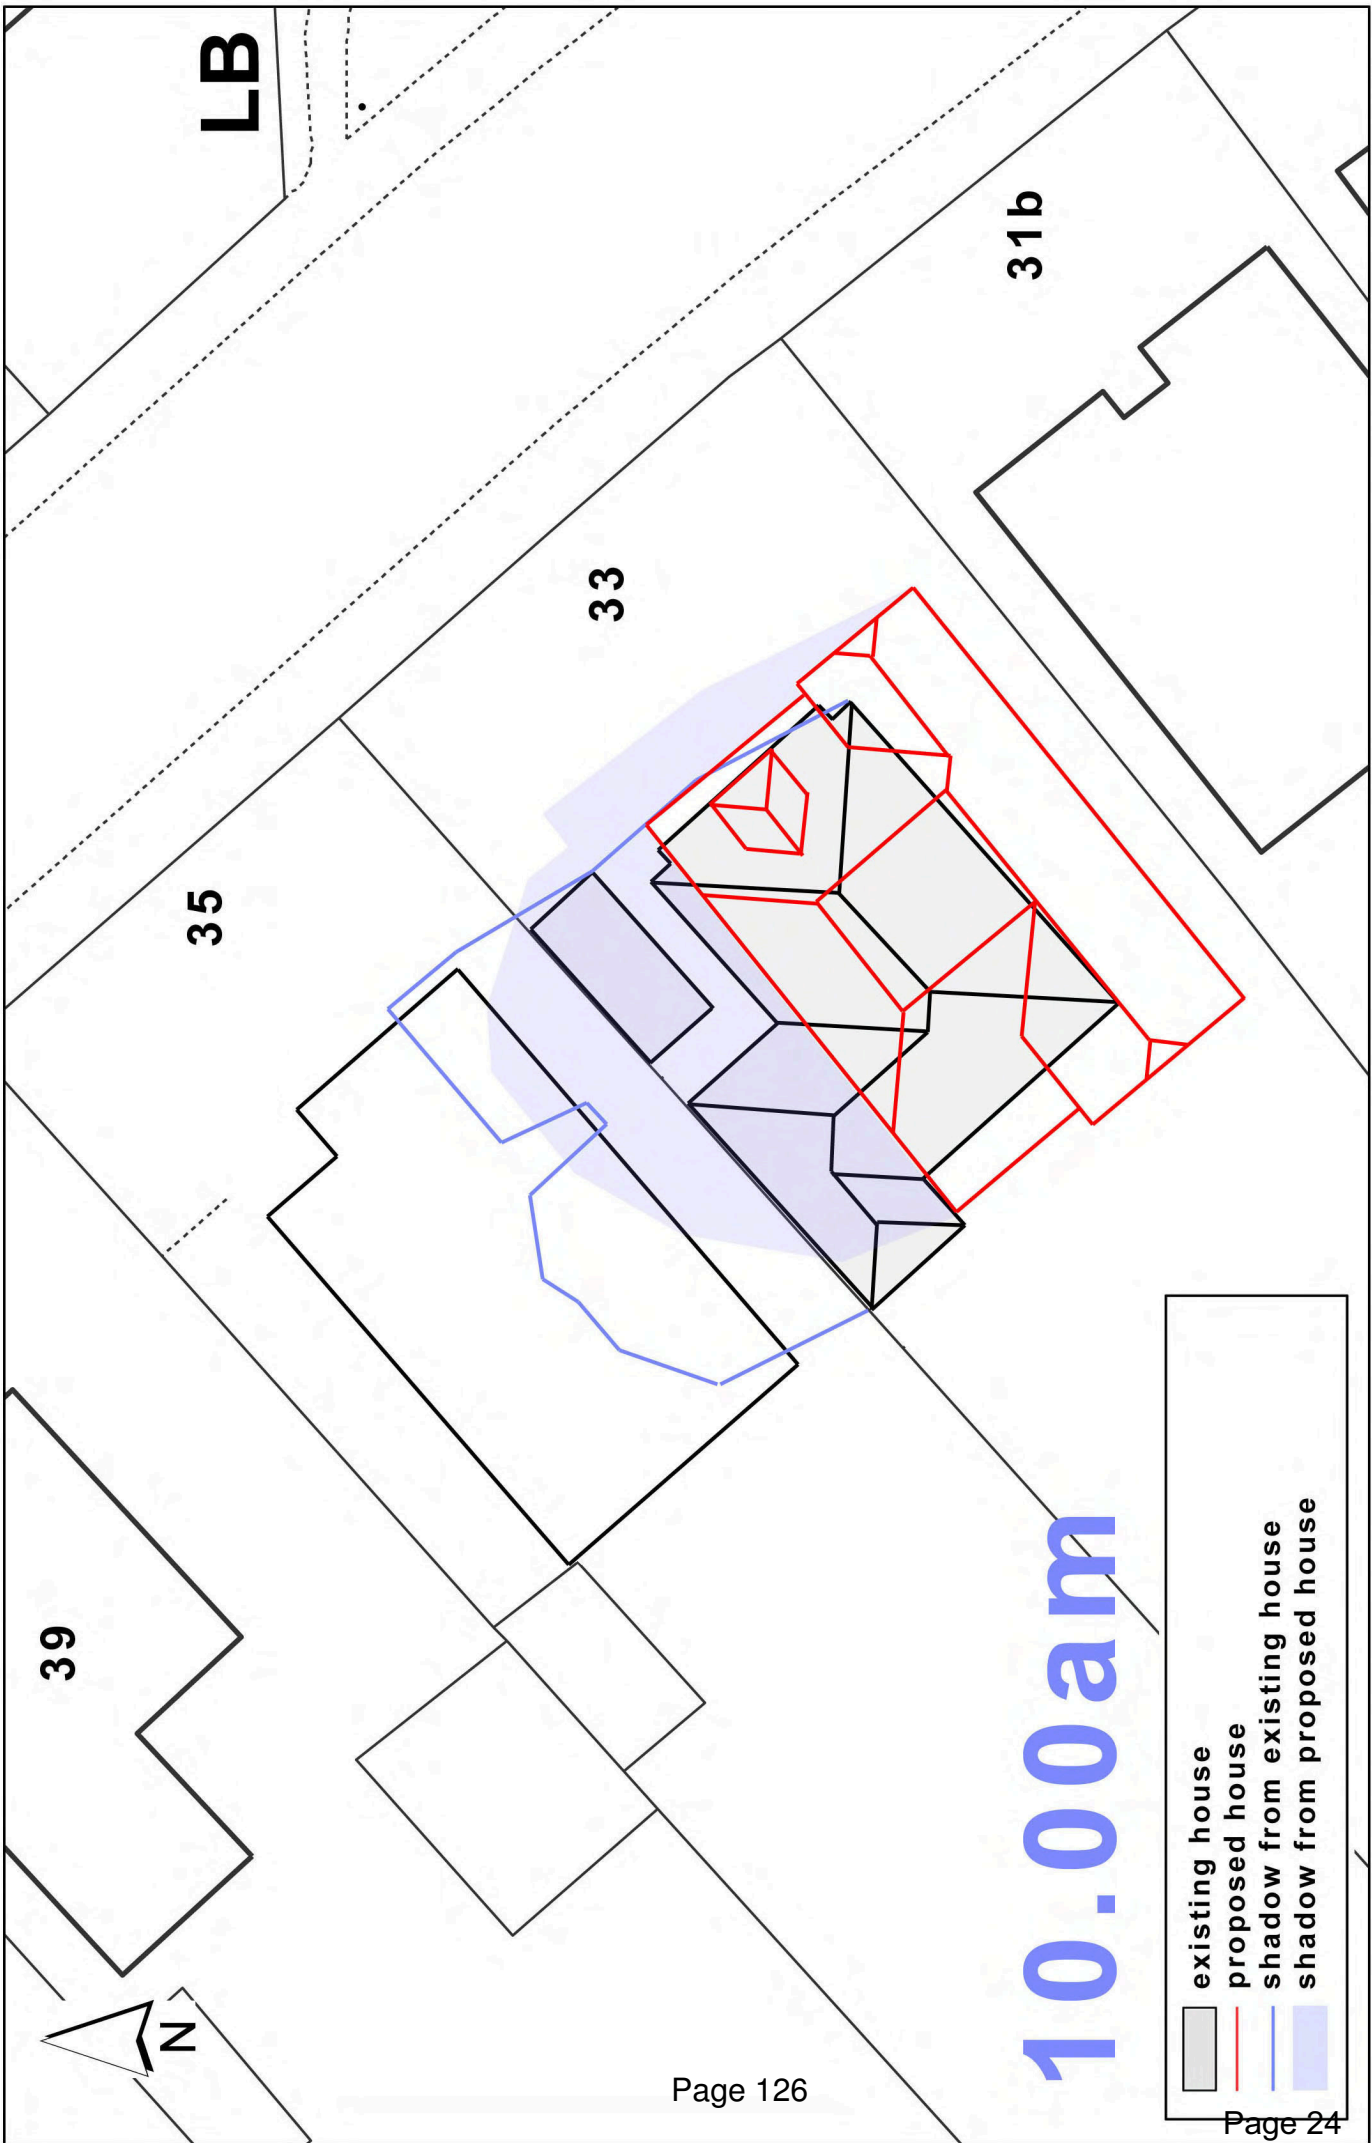 LB
31b
33
35
39
N
10.00am
existing house
proposed house
shadow from existing house
shadow from proposed house
Page 126
Page 24